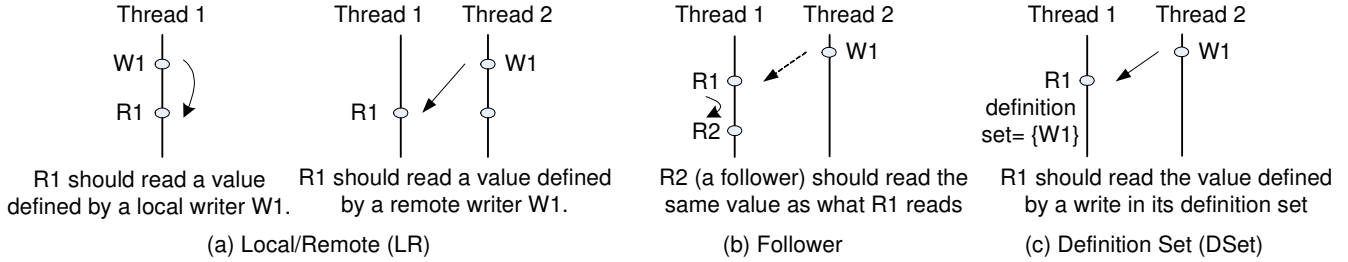 Thread 1
W1
R1
R1 should read a value
defined by a local writer W1.
Thread 1 Thread 2
W1
R1
R1 should read a value defined
by a remote writer W1.
(a) Local/Remote (LR)
Thread 1 Thread 2
W1
R1
R2
R2 (a follower) should read the
same value as what R1 reads
(b) Follower
Thread 1 Thread 2
W1
R1
definition
set= {W1}
R1 should read the value defined
by a write in its definition set
(c) Definition Set (DSet)